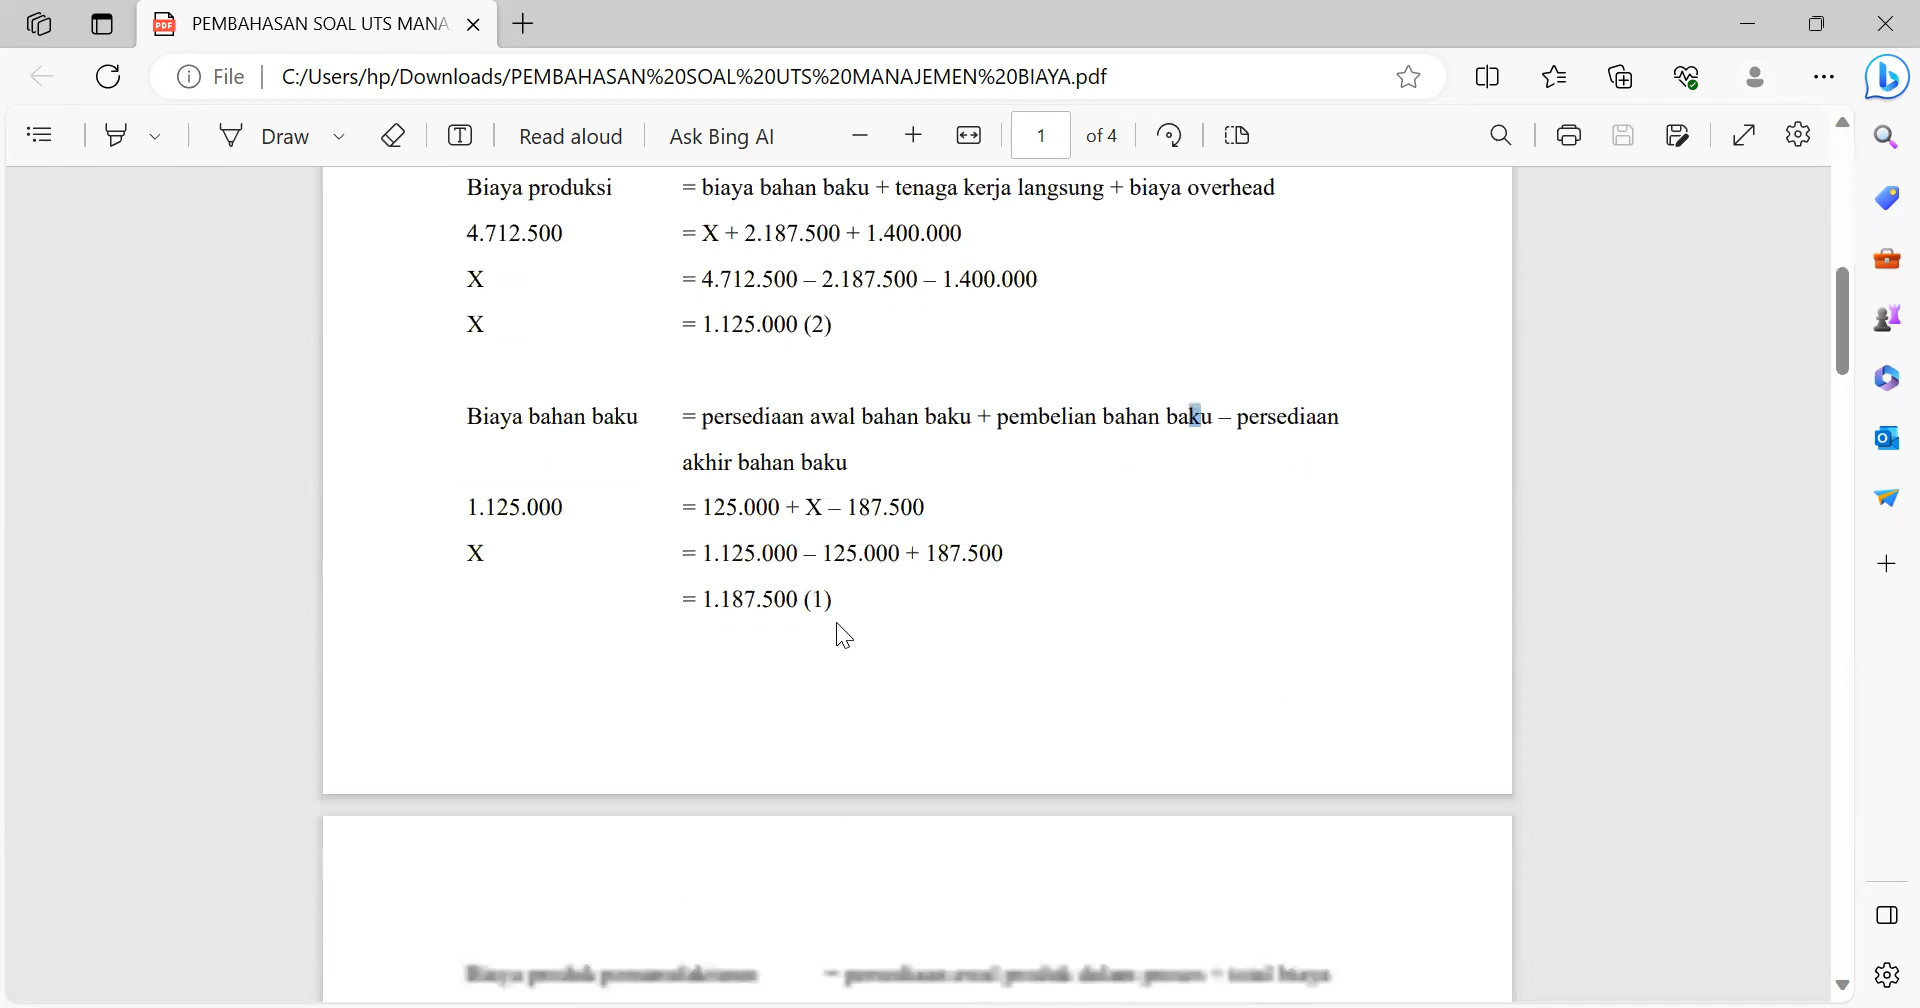 PEMBAHASAN SOAL UTS MANA
File C:/Users/hp/Downloads/PEMBAHASAN%20SOAL%20UTS%20MANAJEMEN%20BIAYA.pdf
Draw Read aloud Ask Bing AI 1 of 4
Biaya produksi = biaya bahan baku + tenaga kerja langsung + biaya overhead
4.712.500 = X + 2.187.500 + 1.400.000
X = 4.712.500 – 2.187.500 – 1.400.000
X = 1.125.000 (2)
Biaya bahan baku = persediaan awal bahan baku + pembelian bahan baku – persediaan
akhir bahan baku
1.125.000 = 125.000 + X – 187.500
X = 1.125.000 – 125.000 + 187.500
= 1.187.500 (1)